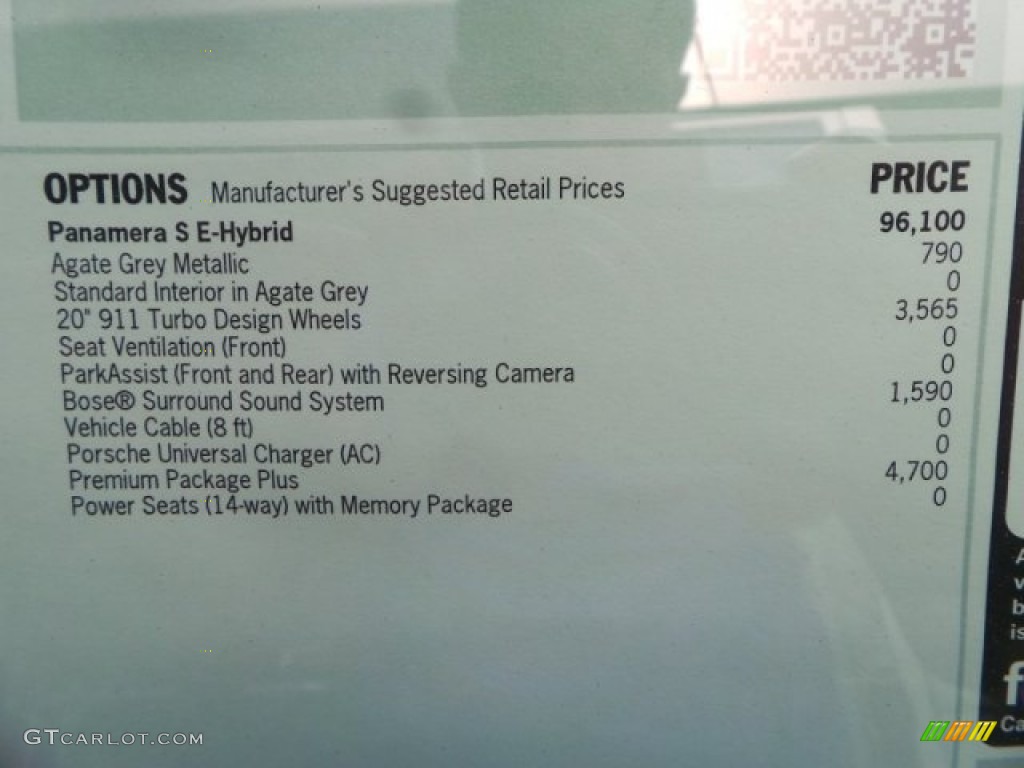 OPTIONS Manufacturer's Suggested Retail Prices PRICE
Panamera S E-Hybrid 96,100
Agate Grey Metallic 790
Standard Interior in Agate Grey 0
20" 911 Turbo Design Wheels 3,565
Seat Ventilation (Front) 0
ParkAssist (Front and Rear) with Reversing Camera 0
Bose® Surround Sound System 1,590
Vehicle Cable (8 ft) 0
Porsche Universal Charger (AC) 0
Premium Package Plus 4,700
Power Seats (14-way) with Memory Package 0
GTCARLOT.COM